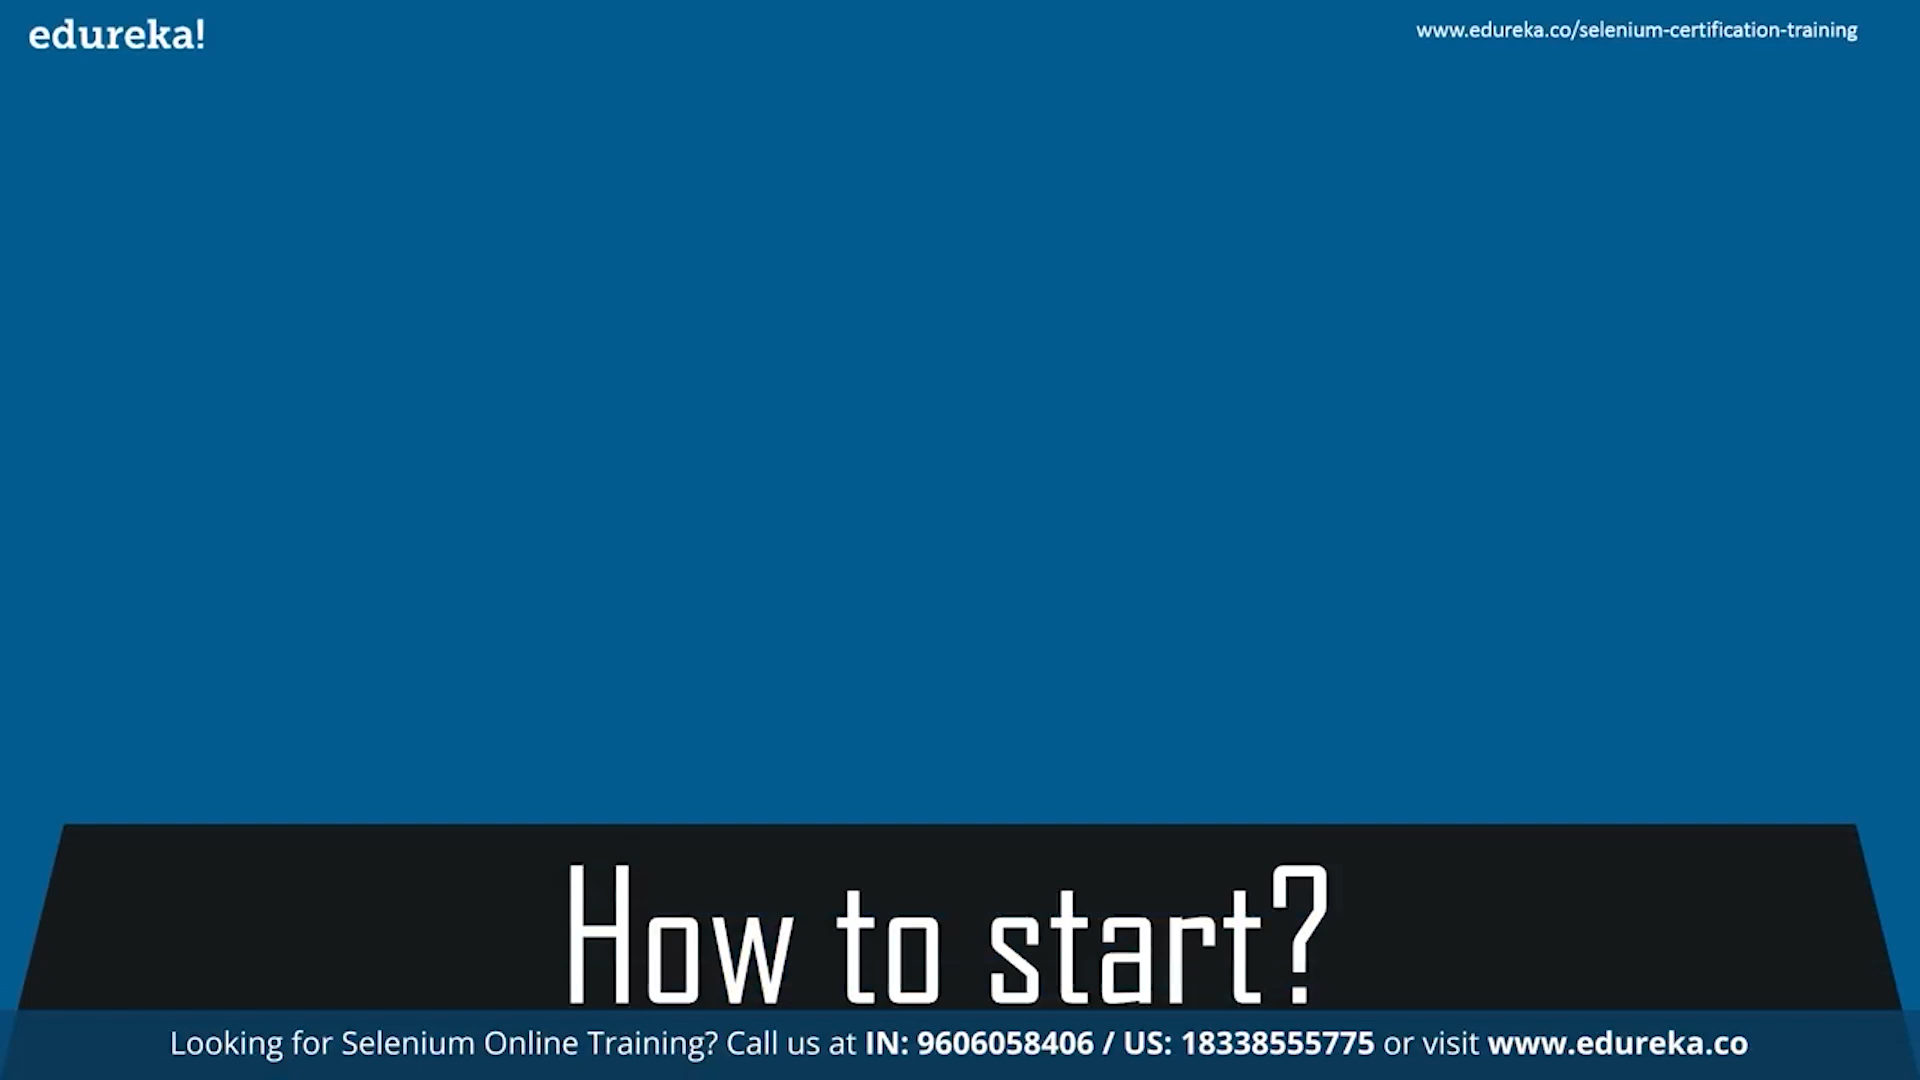 edureka!
www.edureka.co/selenium-certification-training
How to start?
Looking for Selenium Online Training? Call us at IN: 9606058406 / US: 18338555775 or visit www.edureka.co